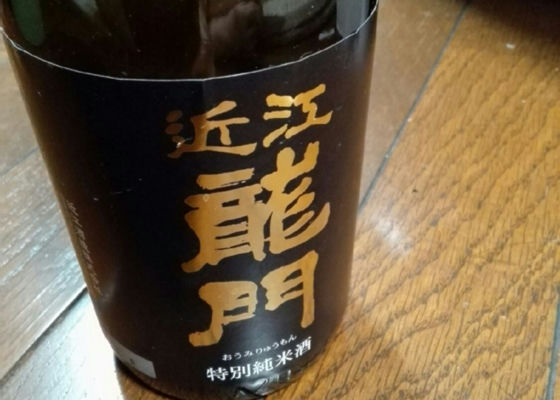 近江
龍門
おうみりゅうもん
特別純米酒